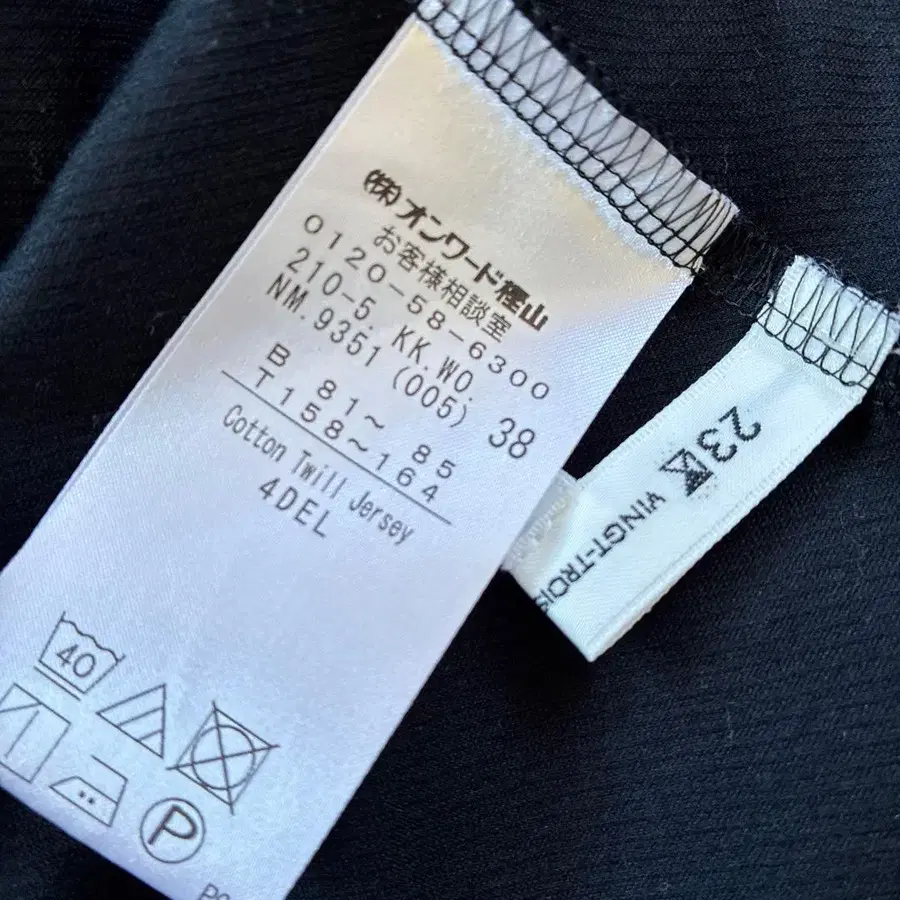 (株)オンワード樫山
お客様相談室
0120-58-6300
210-5. KK.WO.
NM.9351 (005) 38
B 81~ 85
T158~164
Cotton Twill Jersey
4DEL
40
P
23区 VINGT-TROIS